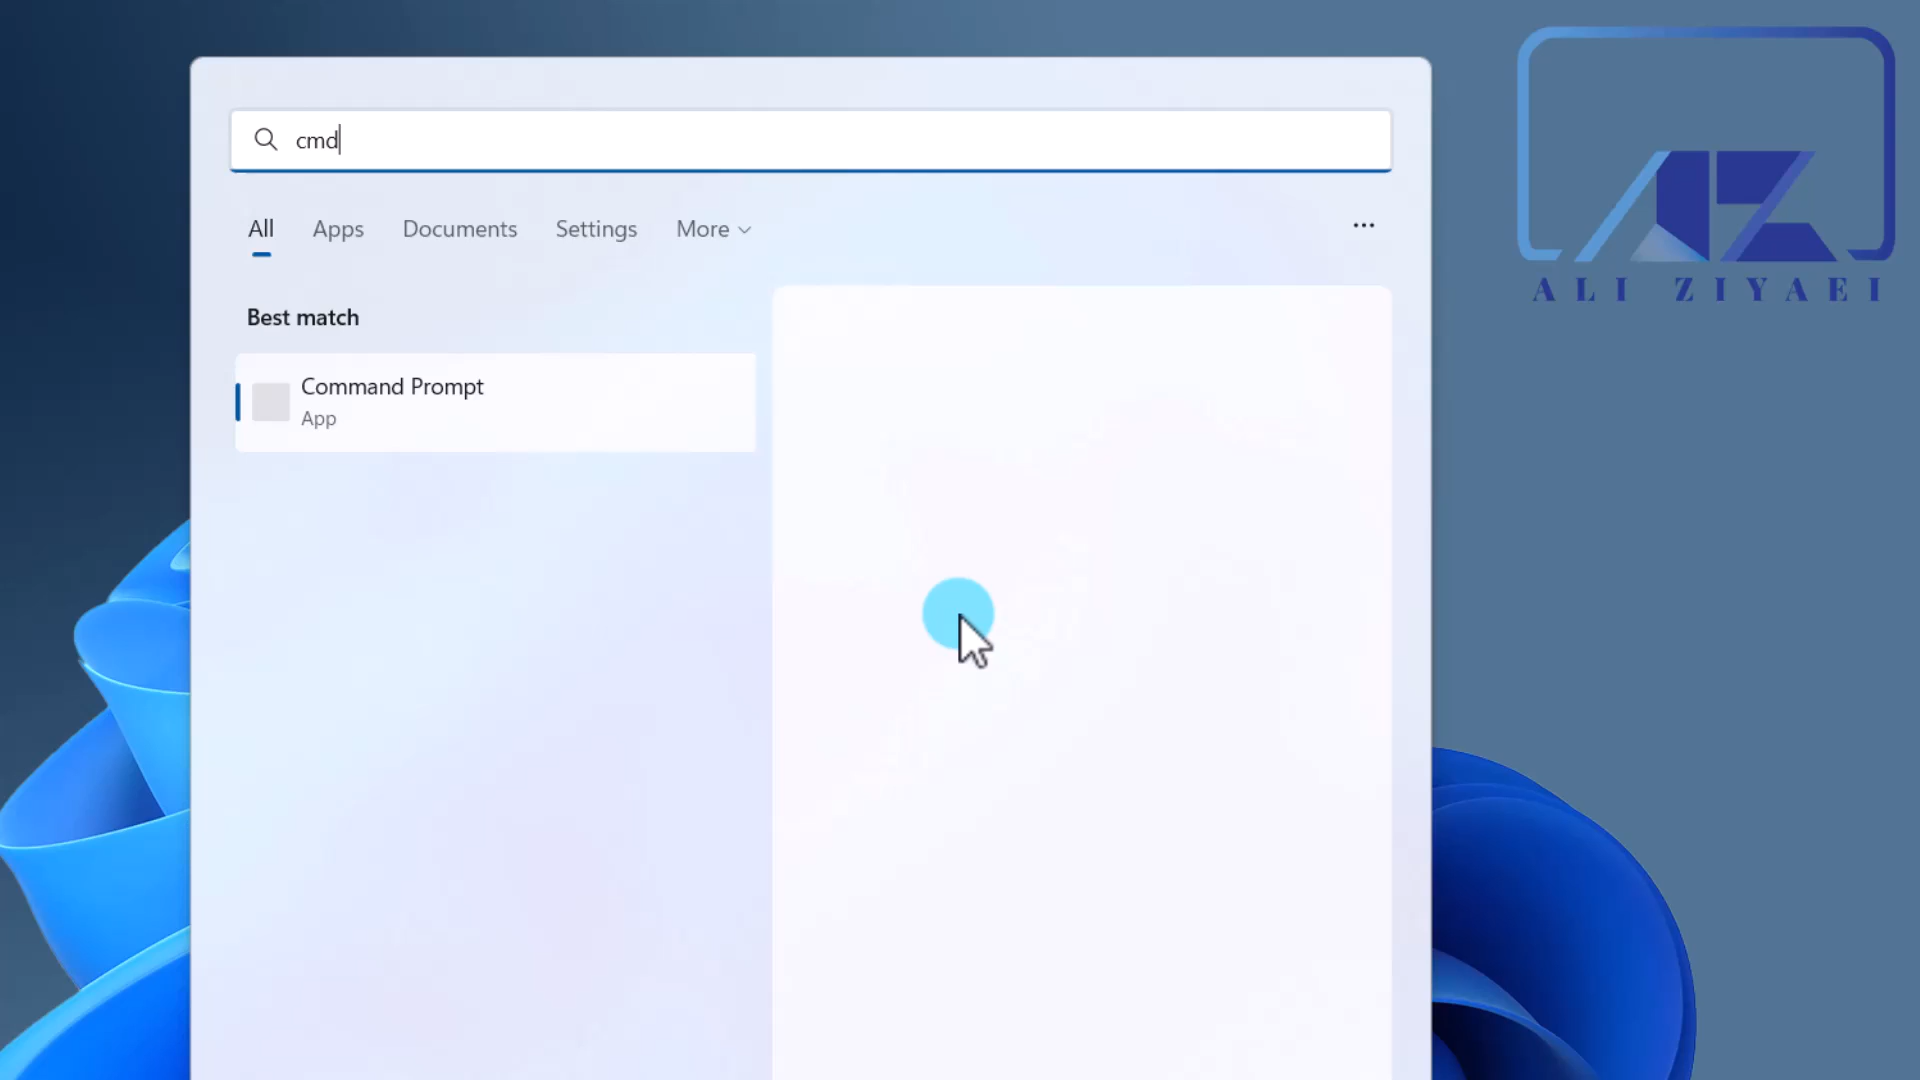 cmd
All Apps Documents Settings More
Best match
Command Prompt
App
ALI ZIYAEI